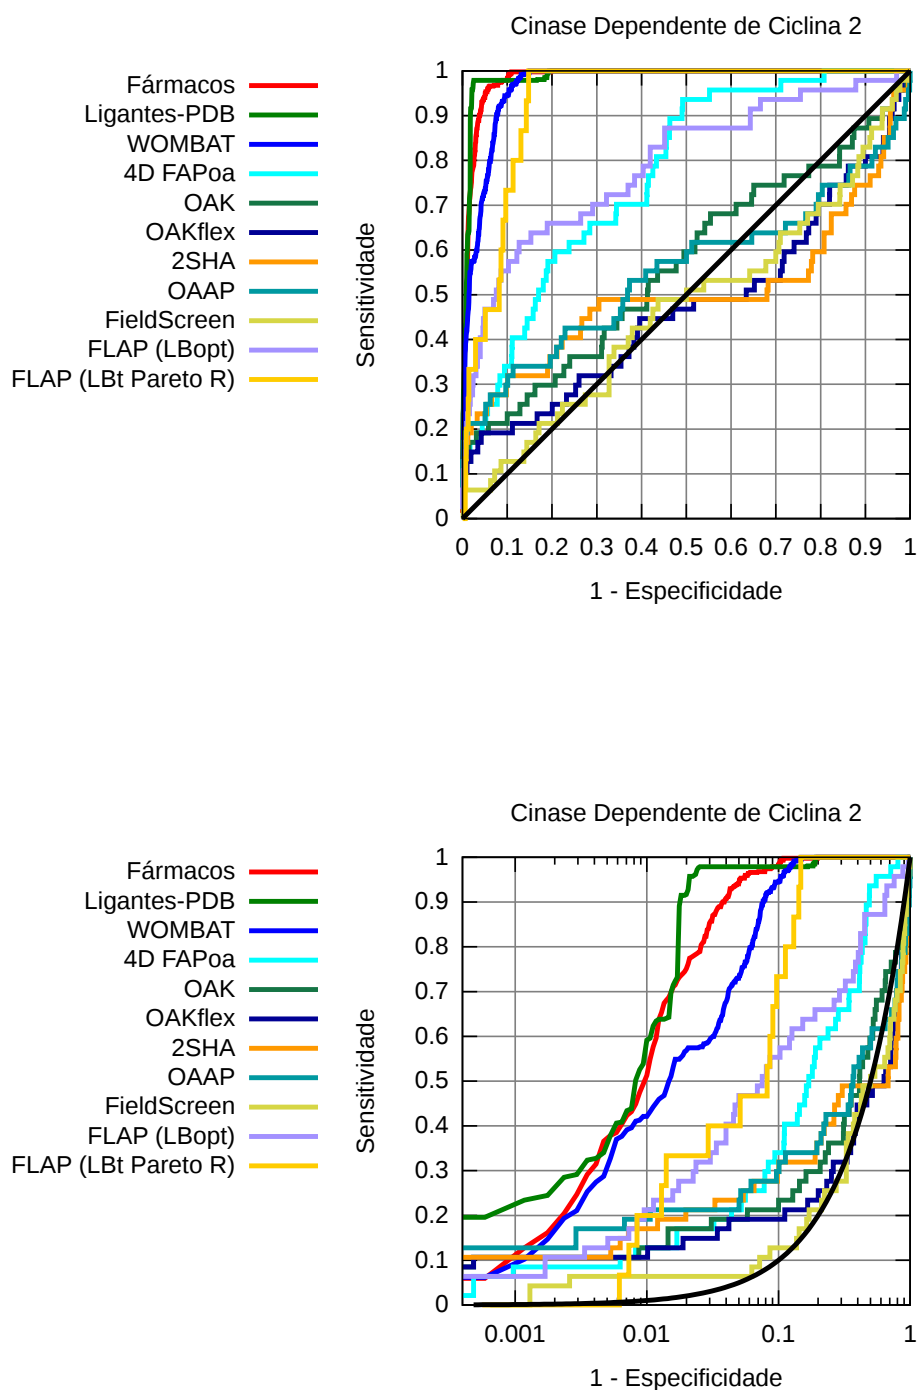 Cinase Dependente de Ciclina 2
Fármacos
Ligantes-PDB
WOMBAT
4D FAPoa
OAK
OAKflex
2SHA
OAAP
FieldScreen
FLAP (LBopt)
FLAP (LBt Pareto R)
Sensitividade
1
0.9
0.8
0.7
0.6
0.5
0.4
0.3
0.2
0.1
0
0 0.1 0.2 0.3 0.4 0.5 0.6 0.7 0.8 0.9 1
1 - Especificidade
Cinase Dependente de Ciclina 2
Fármacos
Ligantes-PDB
WOMBAT
4D FAPoa
OAK
OAKflex
2SHA
OAAP
FieldScreen
FLAP (LBopt)
FLAP (LBt Pareto R)
Sensitividade
1
0.9
0.8
0.7
0.6
0.5
0.4
0.3
0.2
0.1
0
0.001 0.01 0.1 1
1 - Especificidade